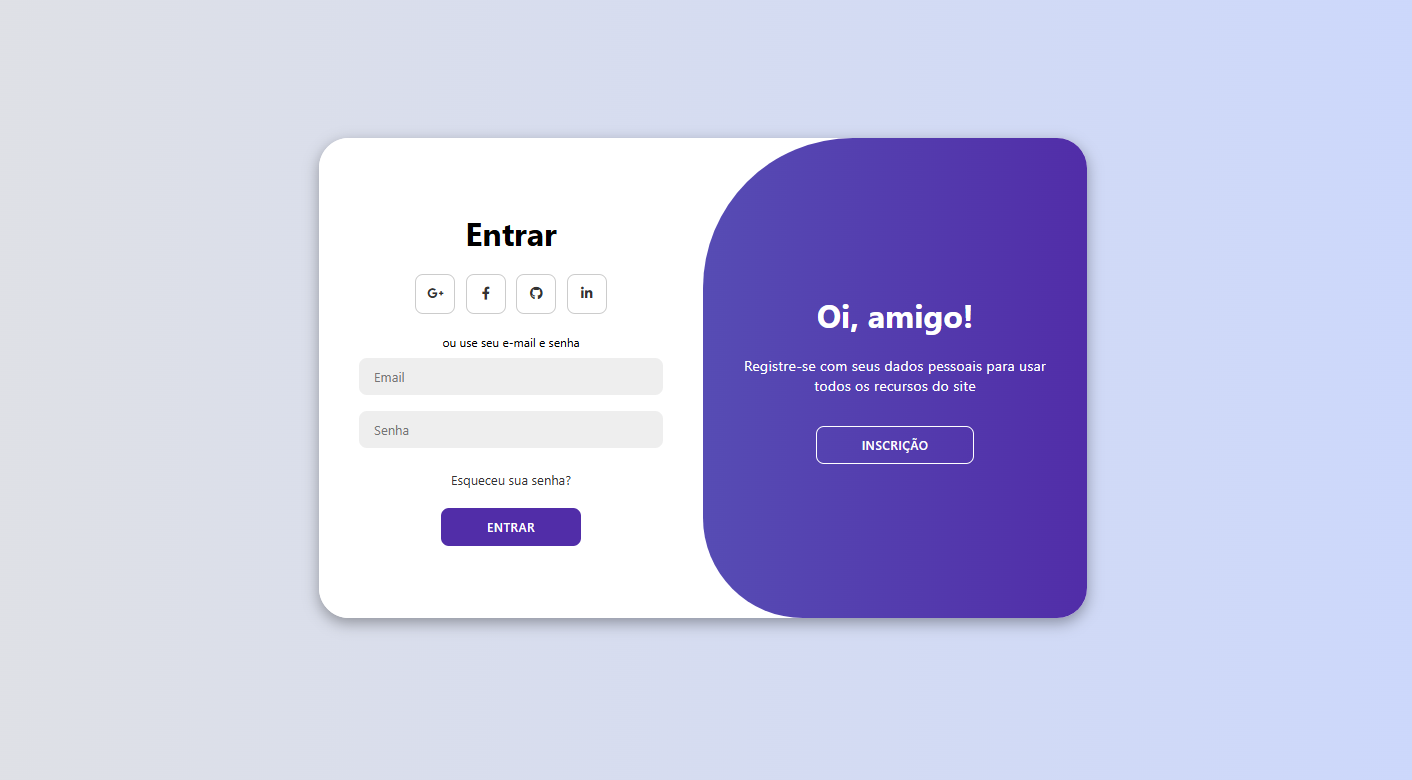 Entrar
G+ f in
ou use seu e-mail e senha
Email
Senha
Esqueceu sua senha?
ENTRAR
Oi, amigo!
Registre-se com seus dados pessoais para usar
todos os recursos do site
INSCRIÇÃO